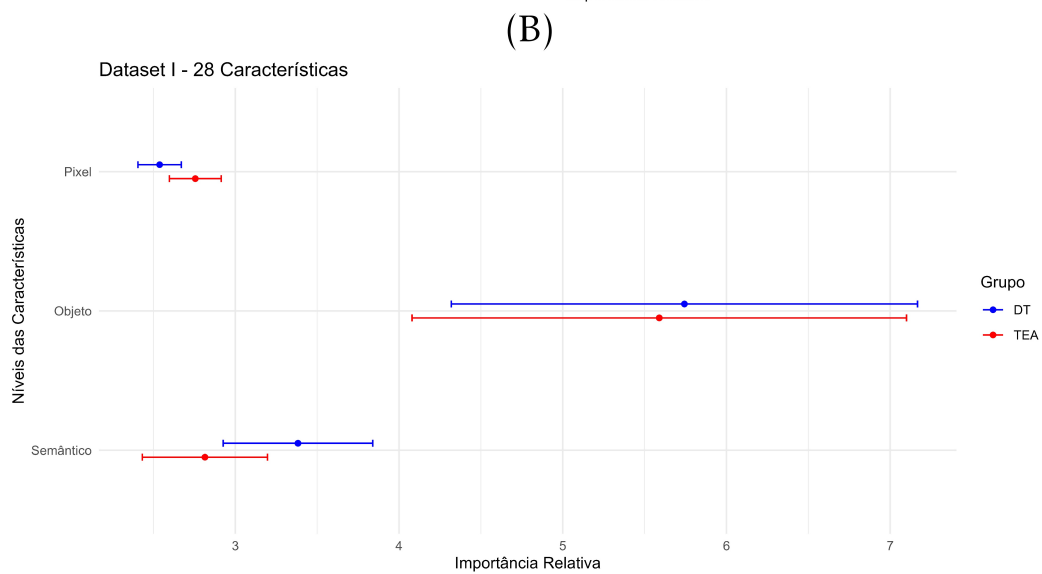 (B)
Dataset I - 28 Características
Níveis das Características
Pixel
Objeto
Semântico
3 4 5 6 7
Importância Relativa
Grupo
DT
TEA